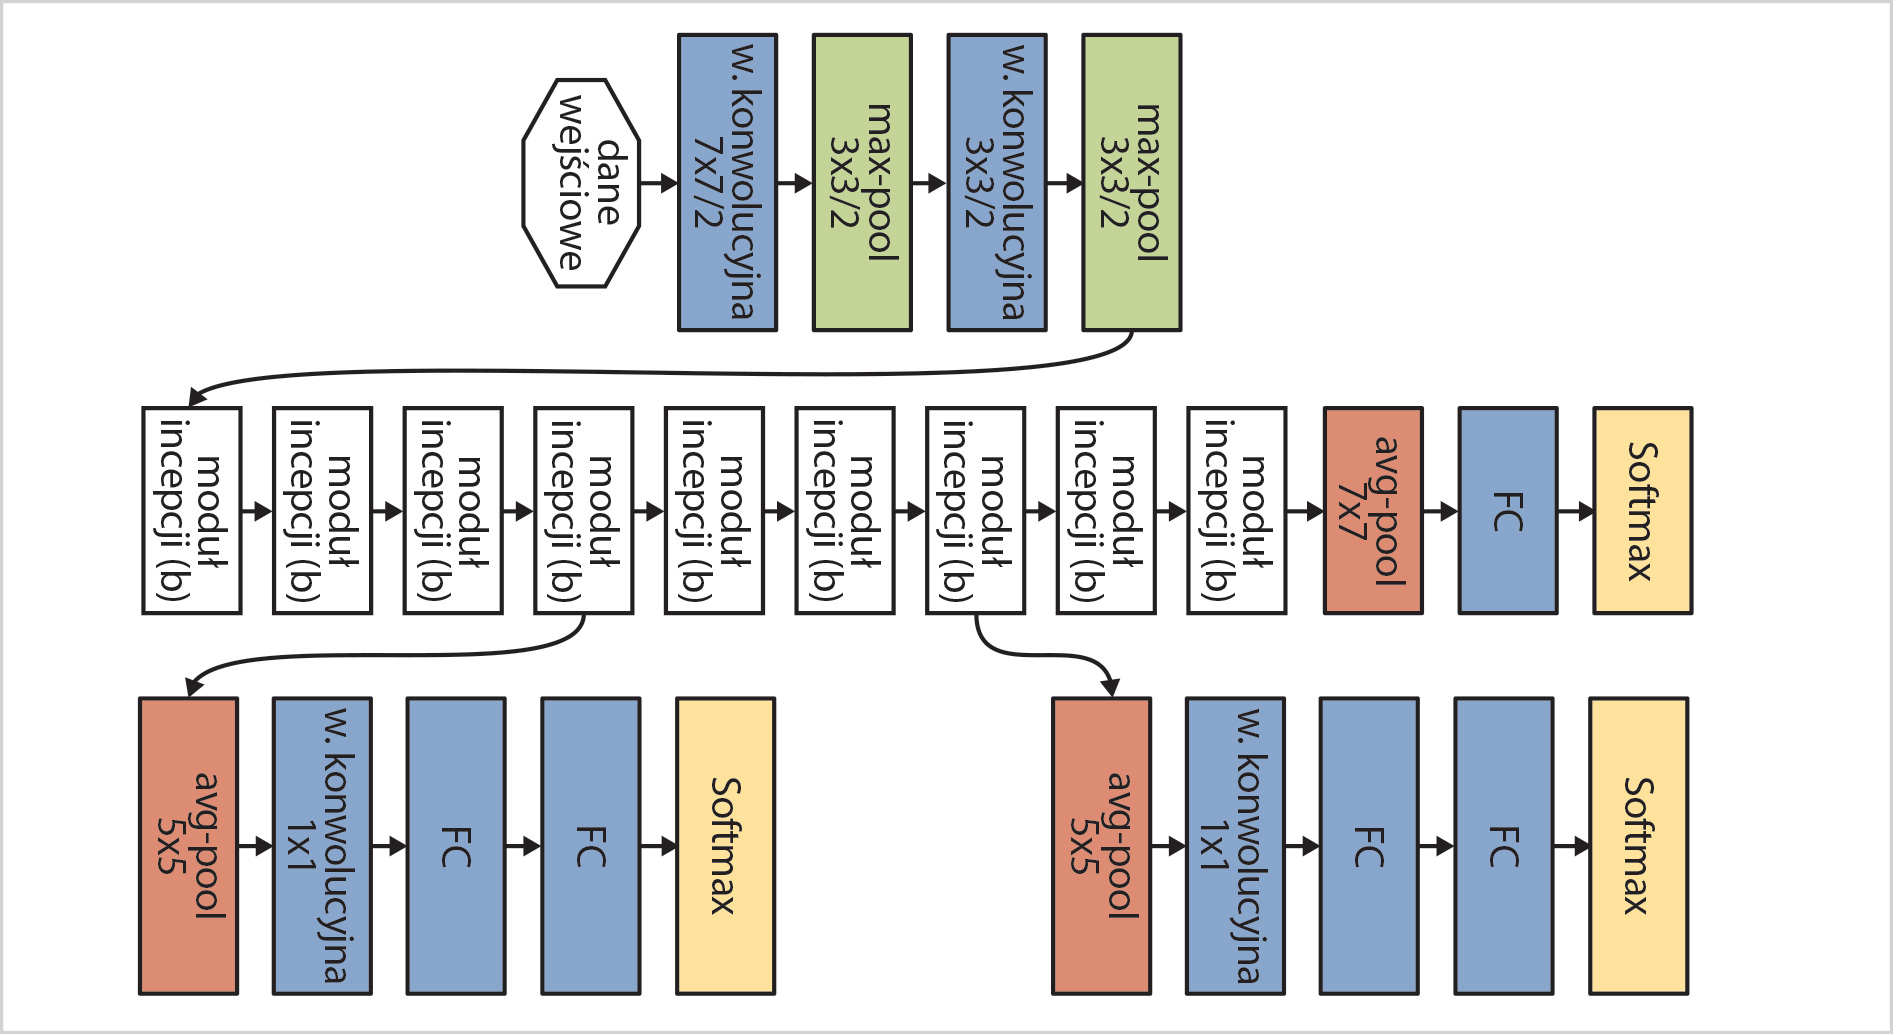 dane
wejściowe
w. konwolucyjna
7x7/2
max-pool
3x3/2
w. konwolucyjna
3x3/2
max-pool
3x3/2
moduł
incepcji (b)
moduł
incepcji (b)
moduł
incepcji (b)
moduł
incepcji (b)
moduł
incepcji (b)
moduł
incepcji (b)
moduł
incepcji (b)
moduł
incepcji (b)
moduł
incepcji (b)
avg-pool
7x7
FC
Softmax
avg-pool
5x5
w. konwolucyjna
1x1
FC
FC
Softmax
avg-pool
5x5
w. konwolucyjna
1x1
FC
FC
Softmax